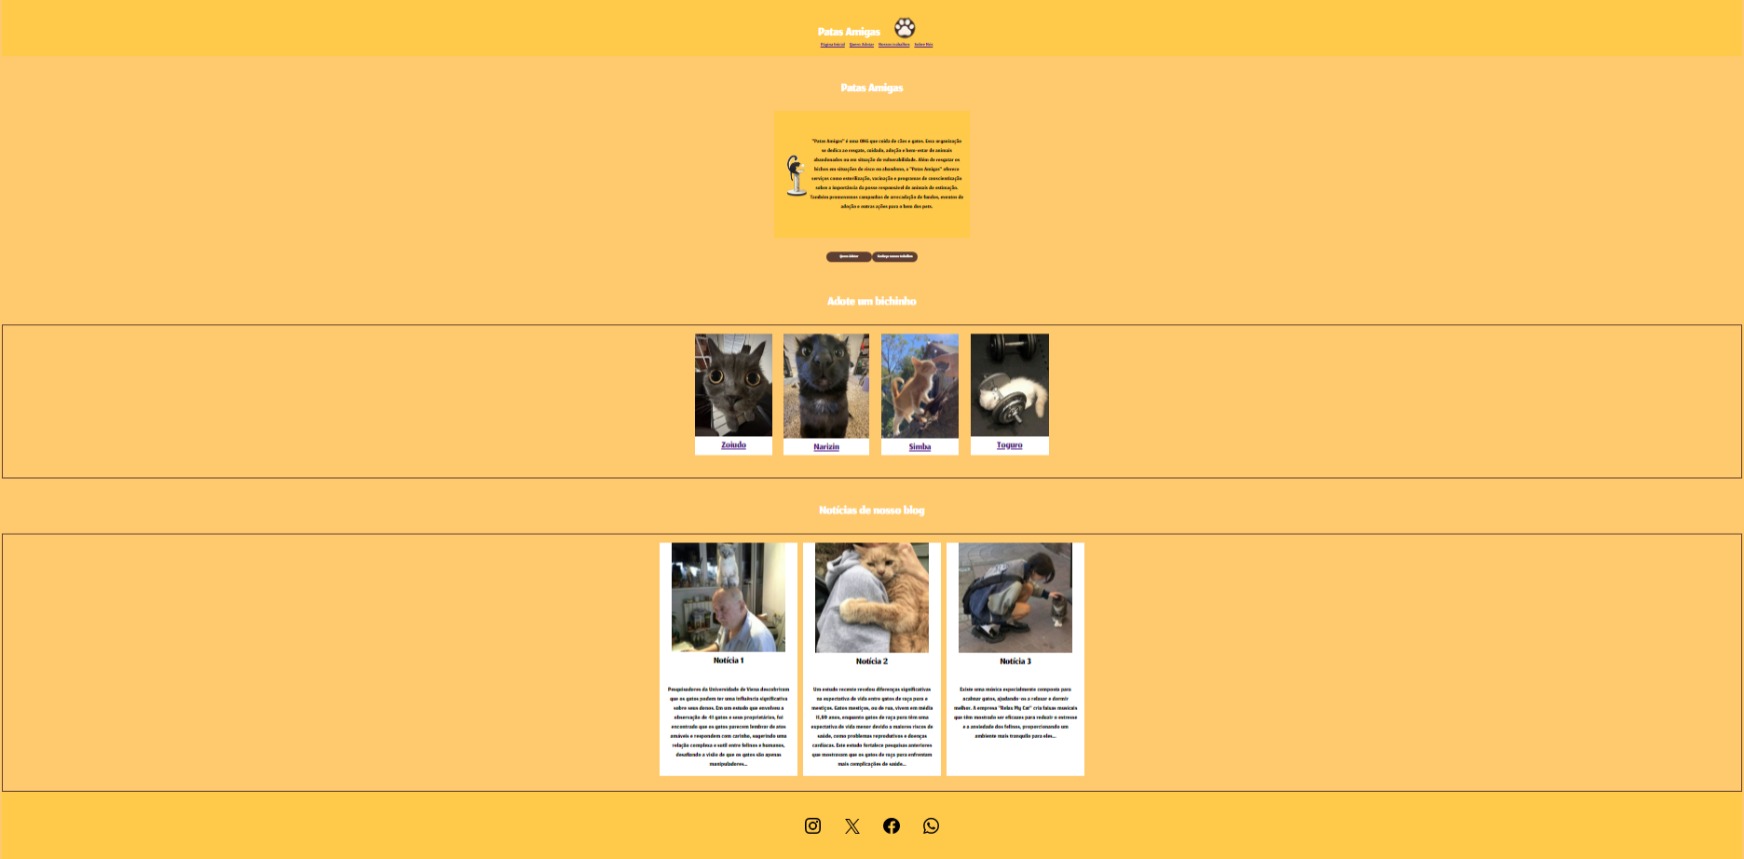 Patas Amigas
Página Inicial Quero Adotar Nossos trabalhos Sobre Nós
Patas Amigas
"Patas Amigas" é uma ONG que cuida de cães e gatos. Essa organização
se dedica ao resgate, cuidado, adoção e bem-estar de animais
abandonados ou em situação de vulnerabilidade. Além de resgatar os
bichos em situações de risco ou abandono, a "Patas Amigas" oferece
serviços como esterilização, vacinação e programas de conscientização
sobre a importância da posse responsável de animais de estimação.
Também promovemos campanhas de arrecadação de fundos, eventos de
adoção e outras ações para o bem dos pets.
Quero Adotar Conheça nossos trabalhos
Adote um bichinho
Zoiudo Narizin Simba Toguro
Notícias de nosso blog
Notícia 1
Pesquisadores da Universidade de Viena descobriram
que os gatos podem ter uma influência significativa
sobre seus donos. Em um estudo que envolveu a
observação de 41 gatos e seus proprietários, foi
encontrado que os gatos parecem lembrar de atos
amáveis e respondem com carinho, sugerindo uma
relação complexa e sutil entre felinos e humanos,
desafiando a visão de que os gatos são apenas
manipuladores...
Notícia 2
Um estudo recente revelou diferenças significativas
na expectativa de vida entre gatos de raça pura e
mestiços. Gatos mestiços, ou de rua, vivem em média
11,89 anos, enquanto gatos de raça pura têm uma
expectativa de vida menor devido a maiores riscos de
saúde, como problemas reprodutivos e doenças
cardíacas. Este estudo fortalece pesquisas anteriores
que mostraram que os gatos de raça pura enfrentam
mais complicações de saúde...
Notícia 3
Existe uma música especialmente composta para
acalmar gatos, ajudando-os a relaxar e dormir
melhor. A empresa "Relax My Cat" cria faixas musicais
que têm mostrado ser eficazes para reduzir o estresse
e a ansiedade dos felinos, proporcionando um
ambiente mais tranquilo para eles...